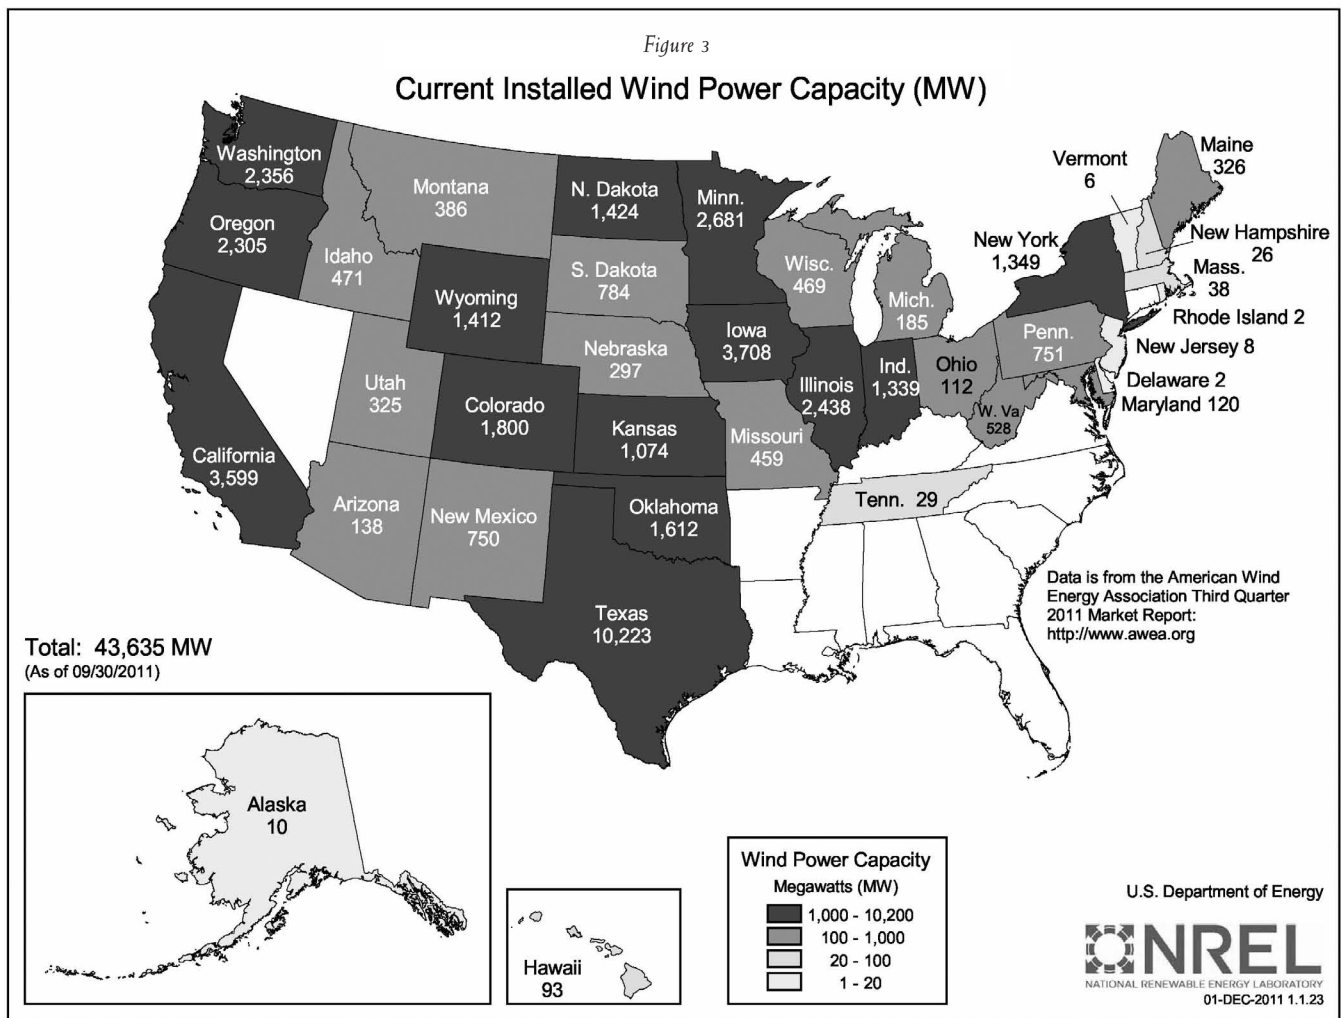 Figure 3
Current Installed Wind Power Capacity (MW)
Washington
2,356
Oregon
2,305
California
3,599
Idaho
471
Montana
386
Wyoming
1,412
Utah
325
Colorado
1,800
Arizona
138
New Mexico
750
N. Dakota
1,424
S. Dakota
784
Nebraska
297
Kansas
1,074
Oklahoma
1,612
Texas
10,223
Minn.
2,681
Iowa
3,708
Missouri
459
Wisc.
469
Illinois
2,438
Mich.
185
Ind.
1,339
Ohio
112
W. Va
528
Tenn. 29
Penn.
751
New York
1,349
Vermont
6
Maine
326
New Hampshire
26
Mass.
38
Rhode Island 2
New Jersey 8
Delaware 2
Maryland 120
Data is from the American Wind
Energy Association Third Quarter
2011 Market Report:
http://www.awea.org
Total: 43,635 MW
(As of 09/30/2011)
Alaska
10
Hawaii
93
Wind Power Capacity
Megawatts (MW)
1,000 - 10,200
100 - 1,000
20 - 100
1 - 20
U.S. Department of Energy
NREL
NATIONAL RENEWABLE ENERGY LABORATORY
01-DEC-2011 1.1.23